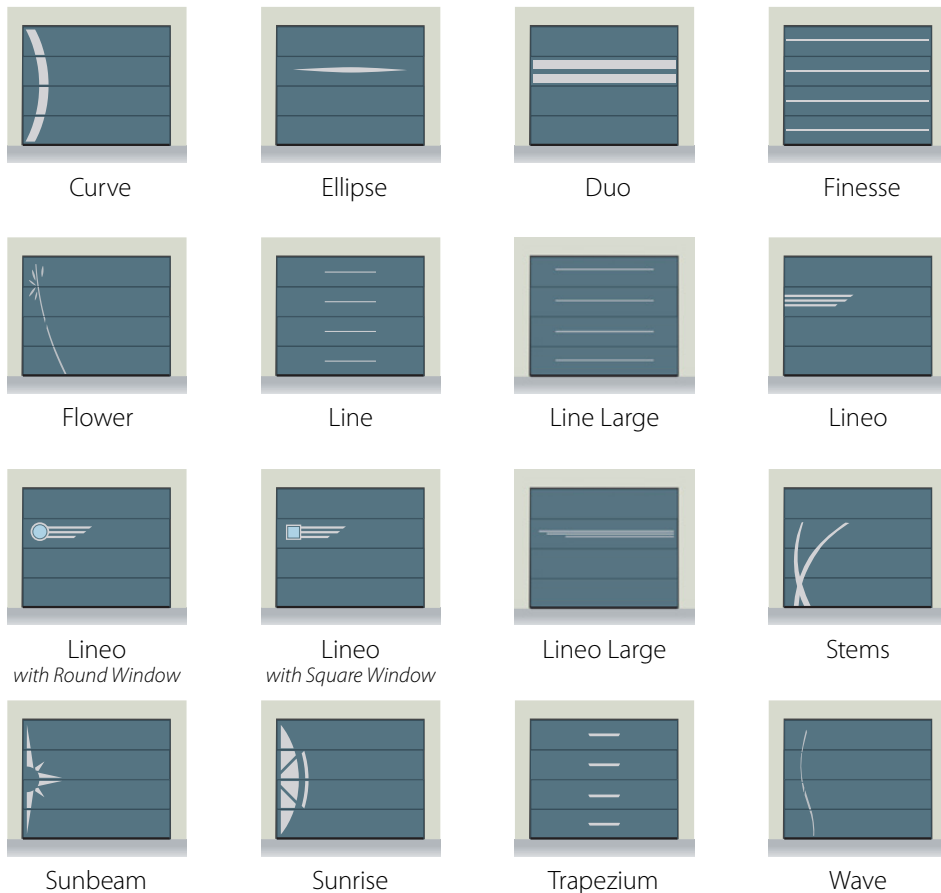 Curve
Ellipse
Duo
Finesse
Flower
Line
Line Large
Lineo
Lineo
with Round Window
Lineo
with Square Window
Lineo Large
Stems
Sunbeam
Sunrise
Trapezium
Wave